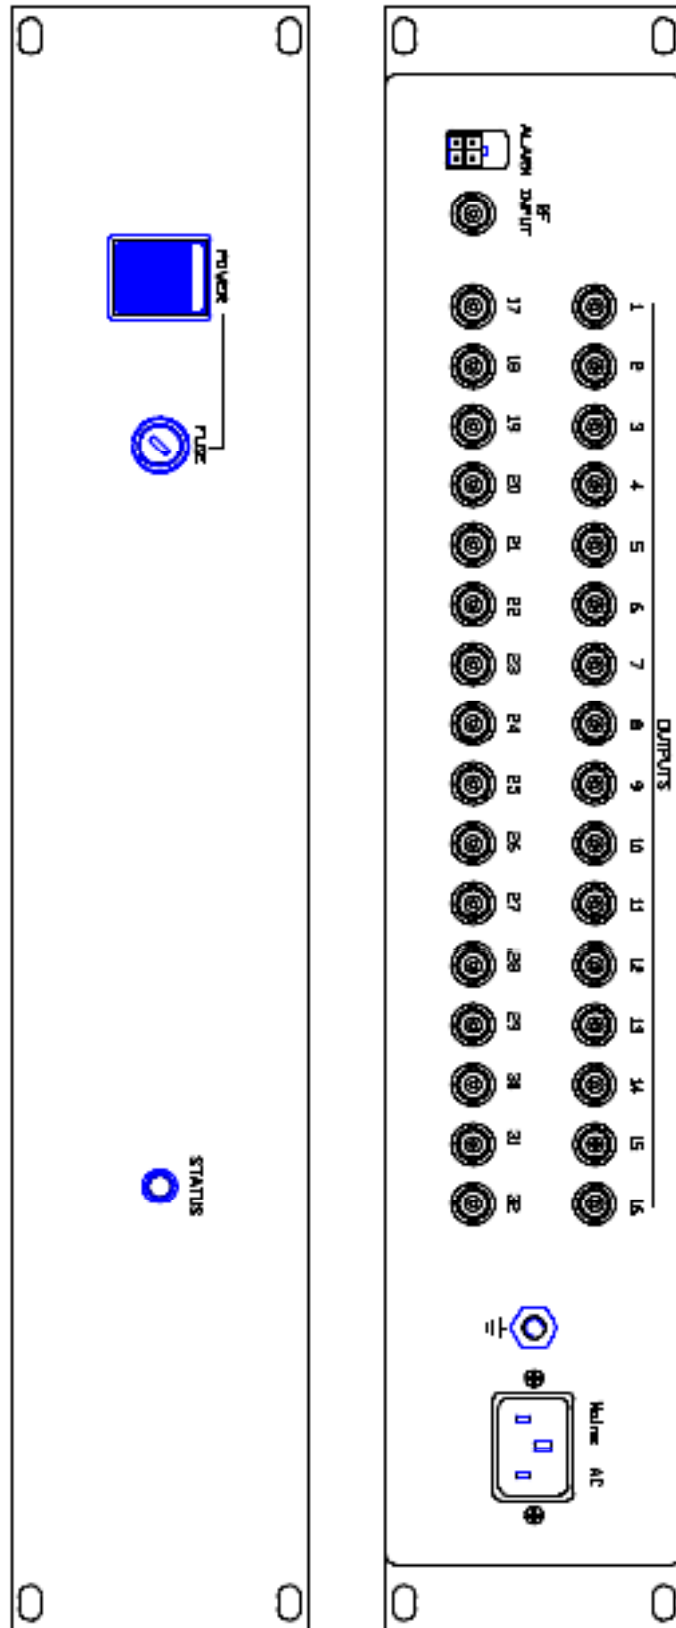 POWER
FUSE
STATUS
OUTPUTS
1 2 3 4 5 6 7 8 9 10 11 12 13 14 15 16
ALARM
RF
INPUT
17 18 19 20 21 22 23 24 25 26 27 28 29 30 31 32
Mains AC